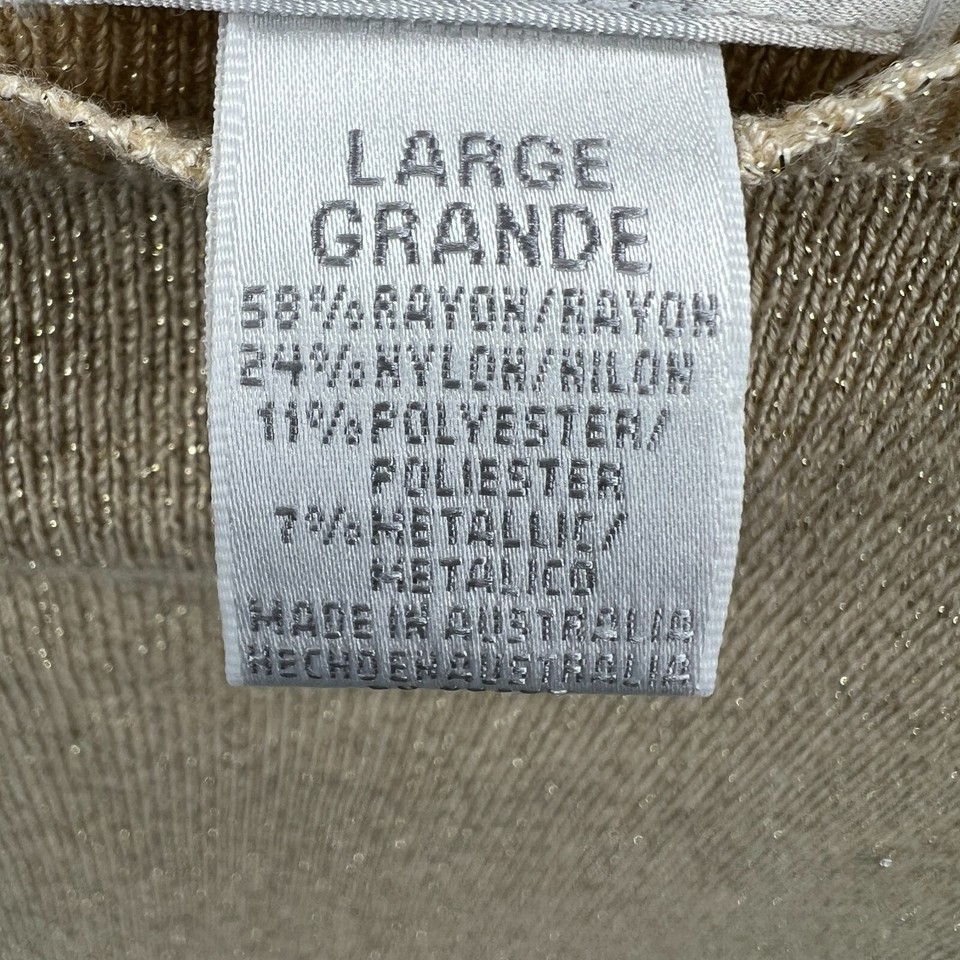 LARGE
GRANDE
58% RAYON/RAYON
24% NYLON/NILON
11% POLYESTER/
POLIESTER
7% METALLIC/
METALICO
MADE IN AUSTRALIA
HECHO EN AUSTRALIA